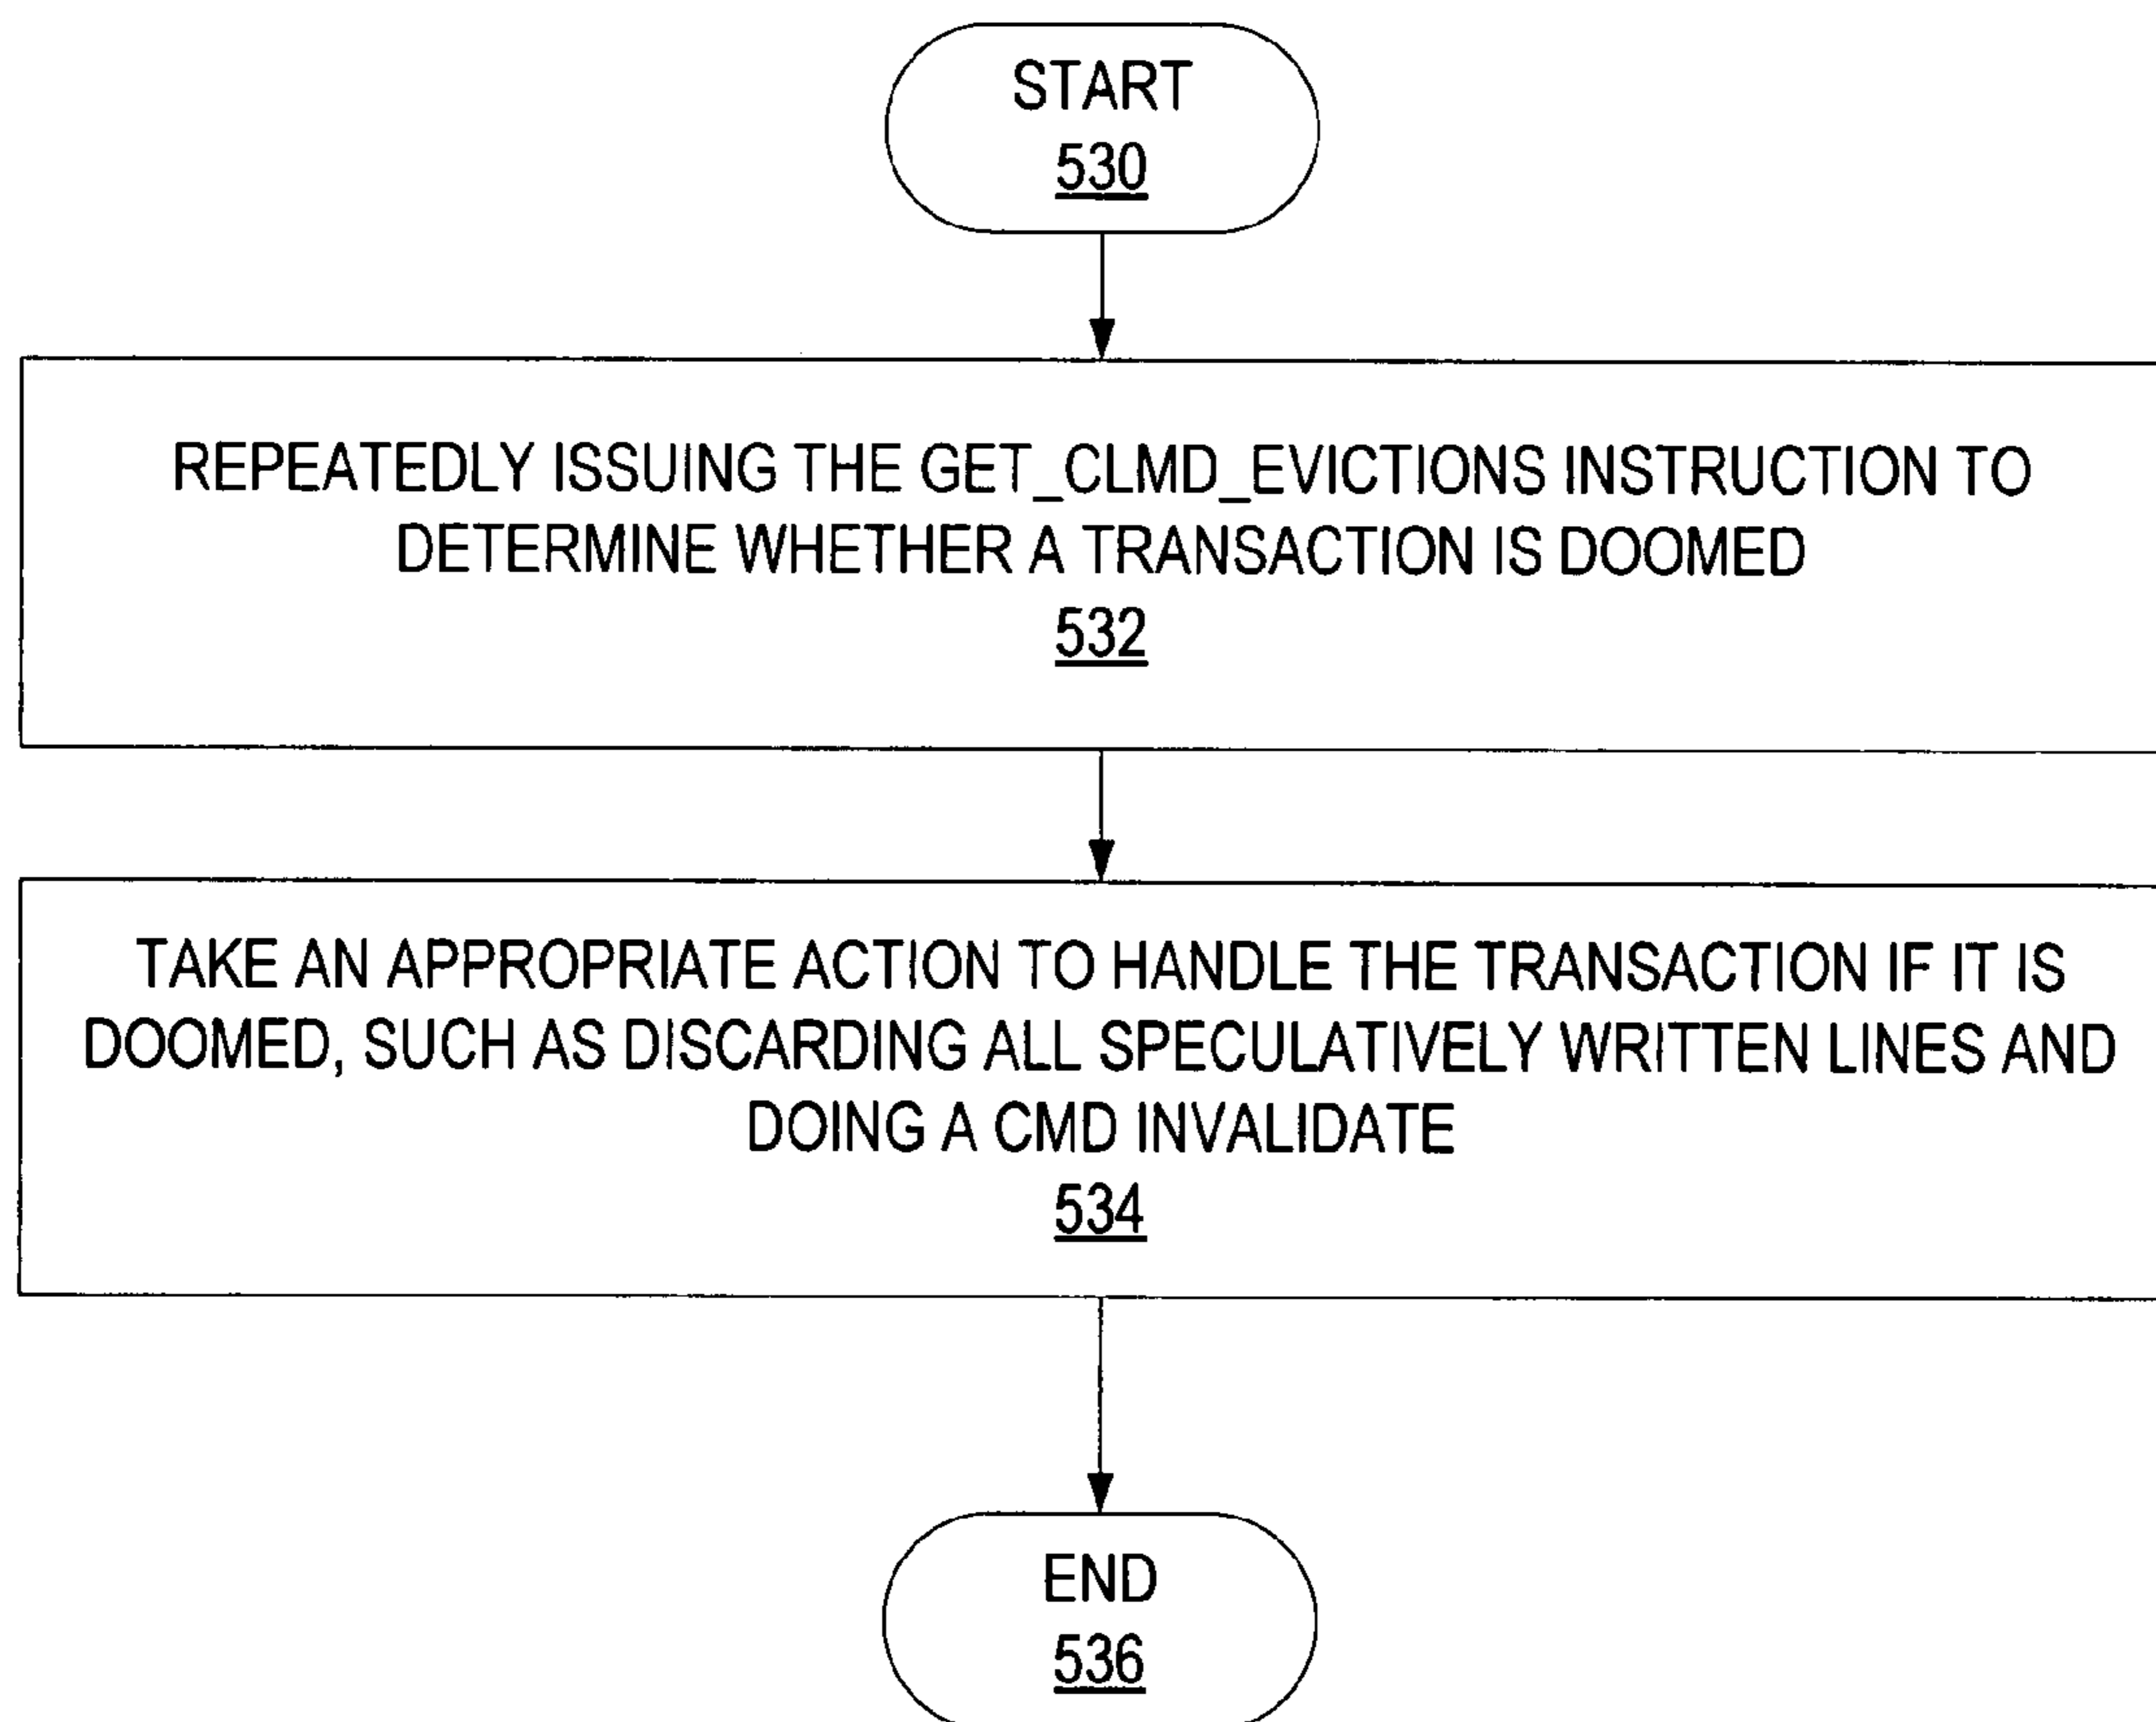 START
530
REPEATEDLY ISSUING THE GET_CLMD_EVICTIONS INSTRUCTION TO
DETERMINE WHETHER A TRANSACTION IS DOOMED
532
TAKE AN APPROPRIATE ACTION TO HANDLE THE TRANSACTION IF IT IS
DOOMED, SUCH AS DISCARDING ALL SPECULATIVELY WRITTEN LINES AND
DOING A CMD INVALIDATE
534
END
536